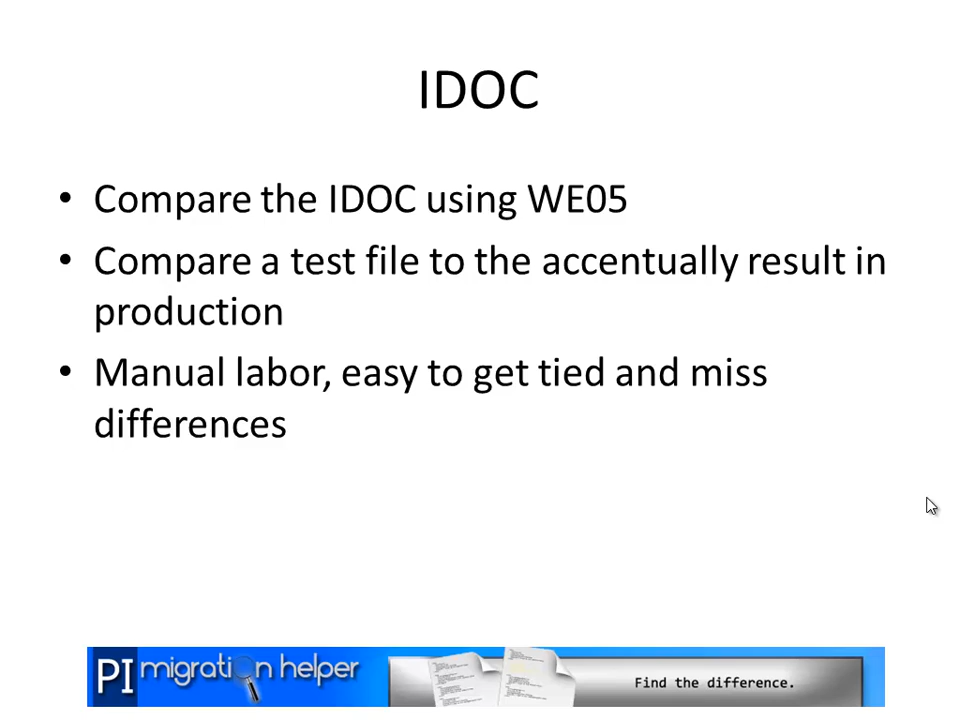 IDOC
• Compare the IDOC using WE05
• Compare a test file to the accentually result in
production
• Manual labor, easy to get tied and miss
differences
PI migration helper
Find the difference.